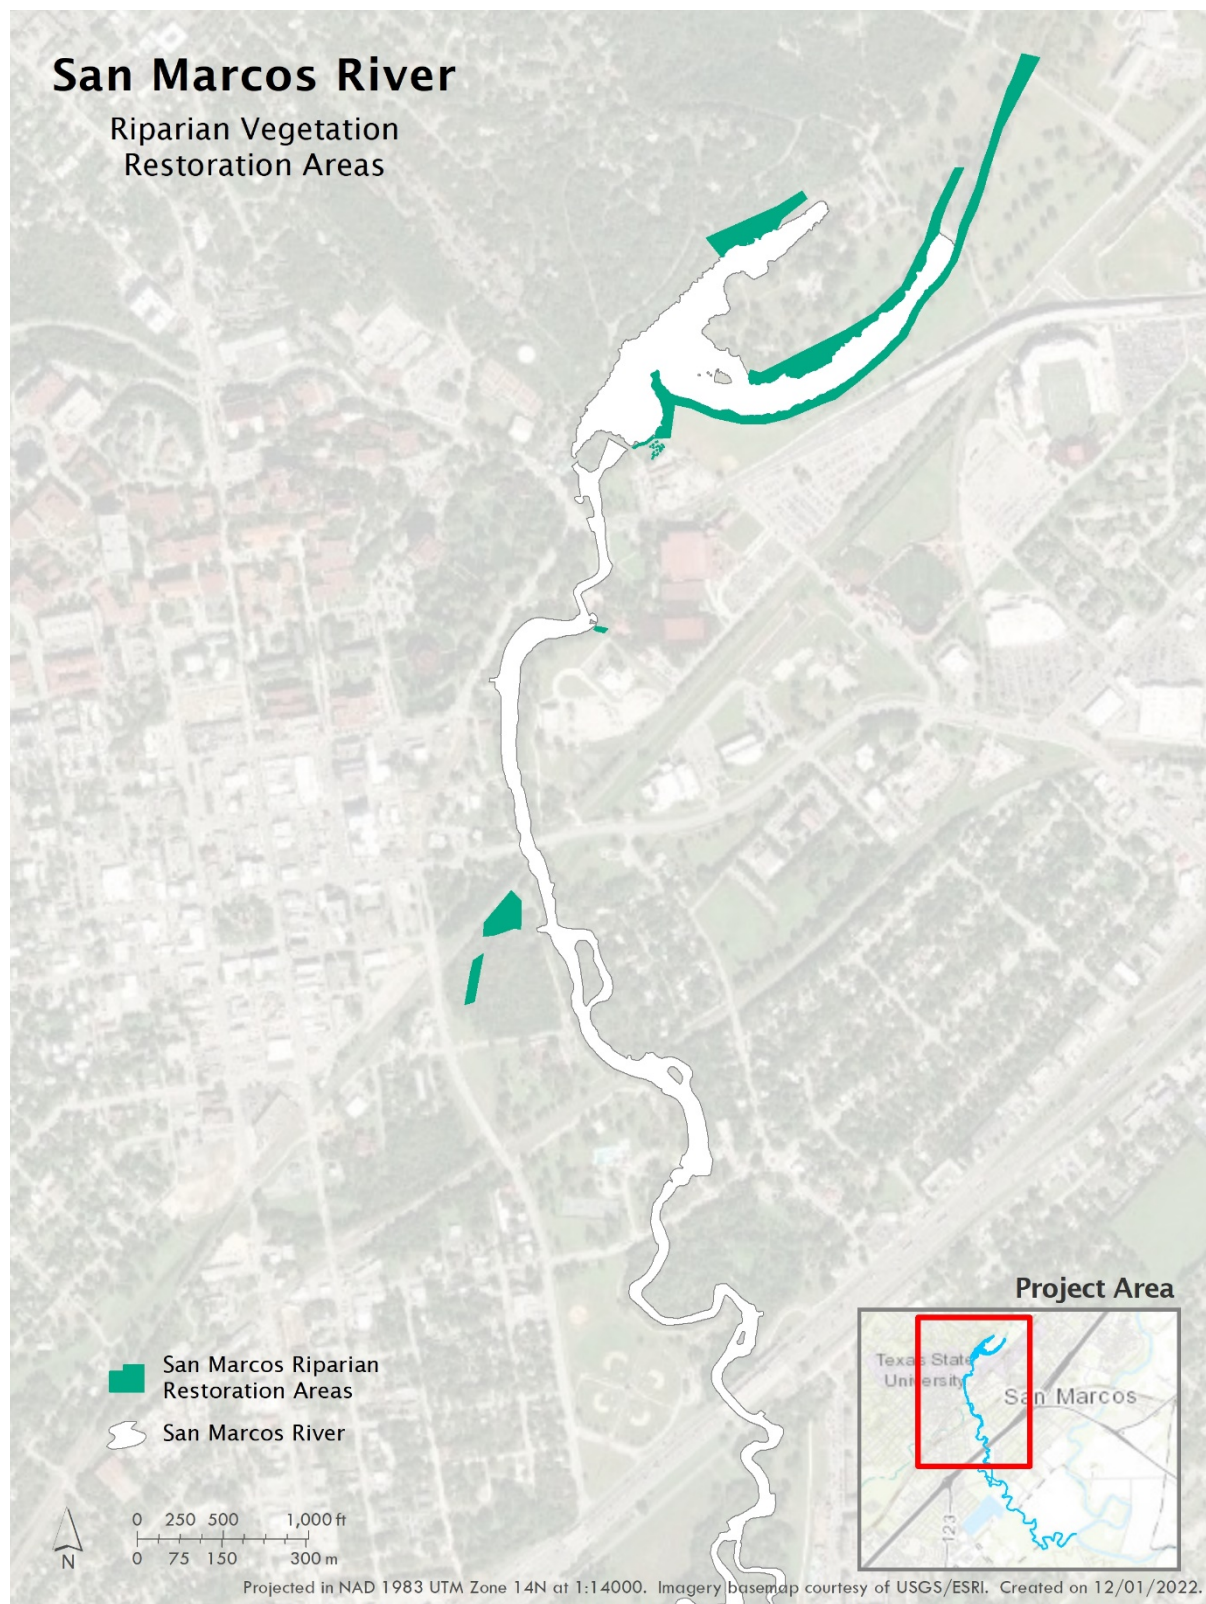 San Marcos River
Riparian Vegetation
Restoration Areas
Project Area
Texas State
University
San Marcos
123
San Marcos Riparian
Restoration Areas
San Marcos River
0 250 500 1,000 ft
0 75 150 300 m
N
Projected in NAD 1983 UTM Zone 14N at 1:14000. Imagery basemap courtesy of USGS/ESRI. Created on 12/01/2022.